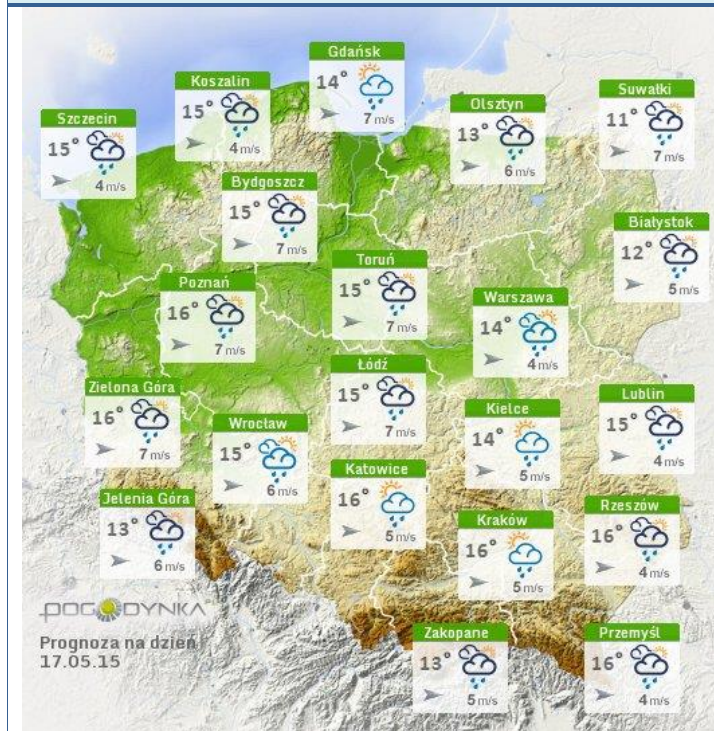 Gdańsk
14°
7 m/s
Koszalin
15°
4 m/s
Olsztyn
13°
6 m/s
Suwałki
11°
7 m/s
Szczecin
15°
4 m/s
Bydgoszcz
15°
7 m/s
Białystok
12°
5 m/s
Toruń
15°
7 m/s
Poznań
16°
7 m/s
Warszawa
14°
4 m/s
Łódź
15°
7 m/s
Zielona Góra
16°
7 m/s
Lublin
15°
4 m/s
Kielce
14°
5 m/s
Wrocław
15°
6 m/s
Katowice
16°
5 m/s
Jelenia Góra
13°
6 m/s
Rzeszów
16°
4 m/s
Kraków
16°
5 m/s
POGODYNKA
Prognoza na dzień
17.05.15
Zakopane
13°
5 m/s
Przemyśl
16°
4 m/s